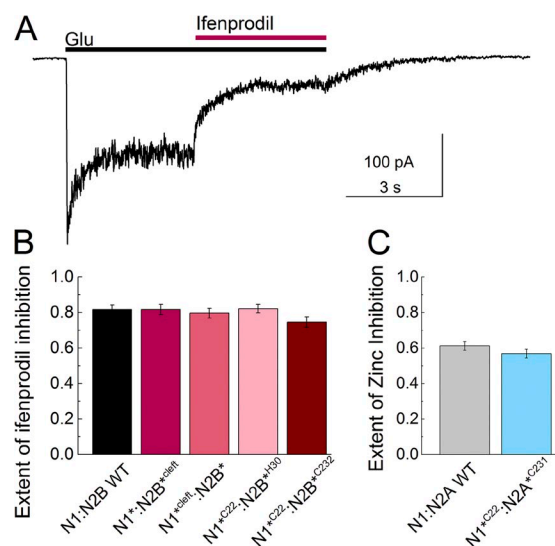 A
Ifenprodil
Glu
100 pA
3 s
B
Extent of ifenprodil inhibition
1.0
0.8
0.6
0.4
0.2
0.0
N1:N2B WT
N1*:N2B*cleft
N1*cleft:N2B*
N1*C22:N2B*H30
N1*C22:N2B*C232
C
Extent of Zinc Inhibition
1.0
0.8
0.6
0.4
0.2
0.0
N1:N2A WT
N1*C22:N2A*C231